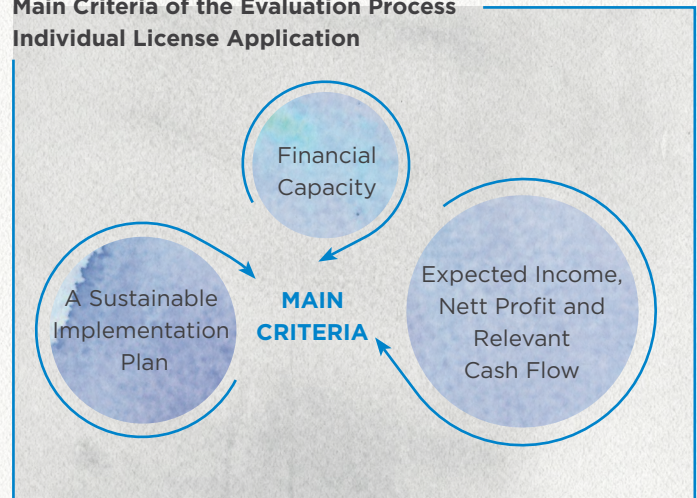 Main Criteria of the Evaluation Process
Individual License Application
Financial
Capacity
A Sustainable
Implementation
Plan
MAIN
CRITERIA
Expected Income,
Nett Profit and
Relevant
Cash Flow